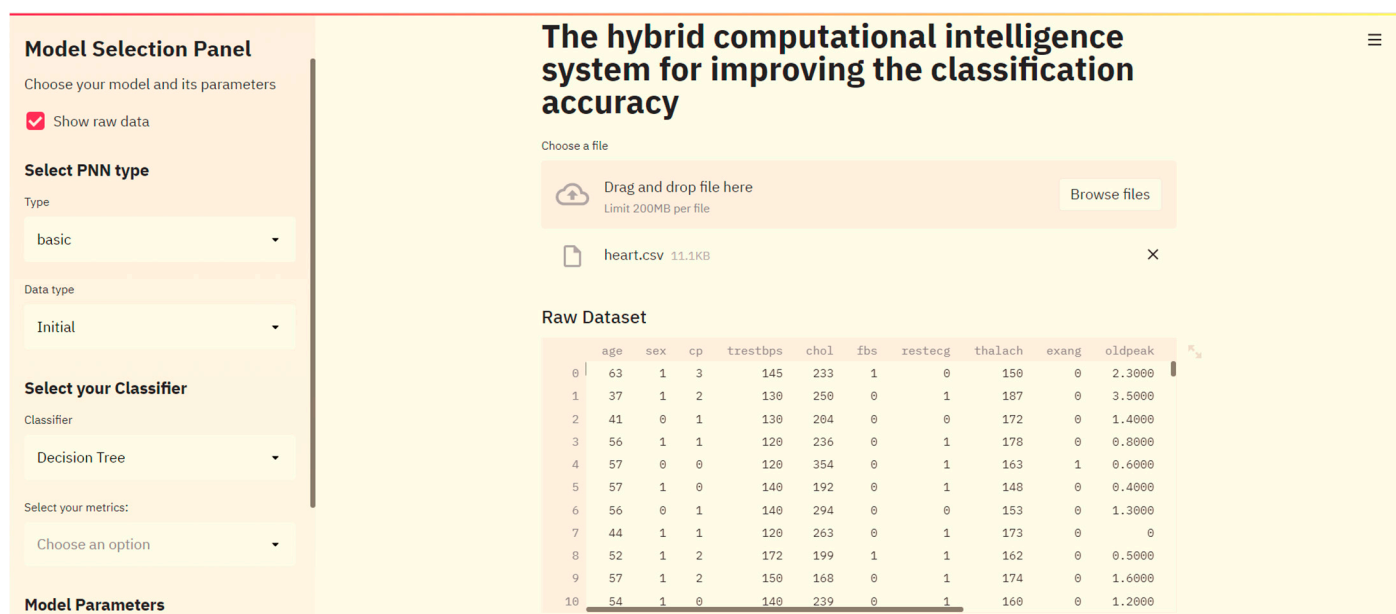 Model Selection Panel
Choose your model and its parameters
Show raw data
Select PNN type
Type
basic
Data type
Initial
Select your Classifier
Classifier
Decision Tree
Select your metrics:
Choose an option
Model Parameters
The hybrid computational intelligence
system for improving the classification
accuracy
Choose a file
Drag and drop file here
Limit 200MB per file
Browse files
heart.csv 11.1KB
Raw Dataset
age sex cp trestbps chol fbs restecg thalach exang oldpeak
0 63 1 3 145 233 1 0 150 0 2.3000
1 37 1 2 130 250 0 1 187 0 3.5000
2 41 0 1 130 204 0 0 172 0 1.4000
3 56 1 1 120 236 0 1 178 0 0.8000
4 57 0 0 120 354 0 1 163 1 0.6000
5 57 1 0 140 192 0 1 148 0 0.4000
6 56 0 1 140 294 0 0 153 0 1.3000
7 44 1 1 120 263 0 1 173 0 0
8 52 1 2 172 199 1 1 162 0 0.5000
9 57 1 2 150 168 0 1 174 0 1.6000
10 54 1 0 140 239 0 1 160 0 1.2000